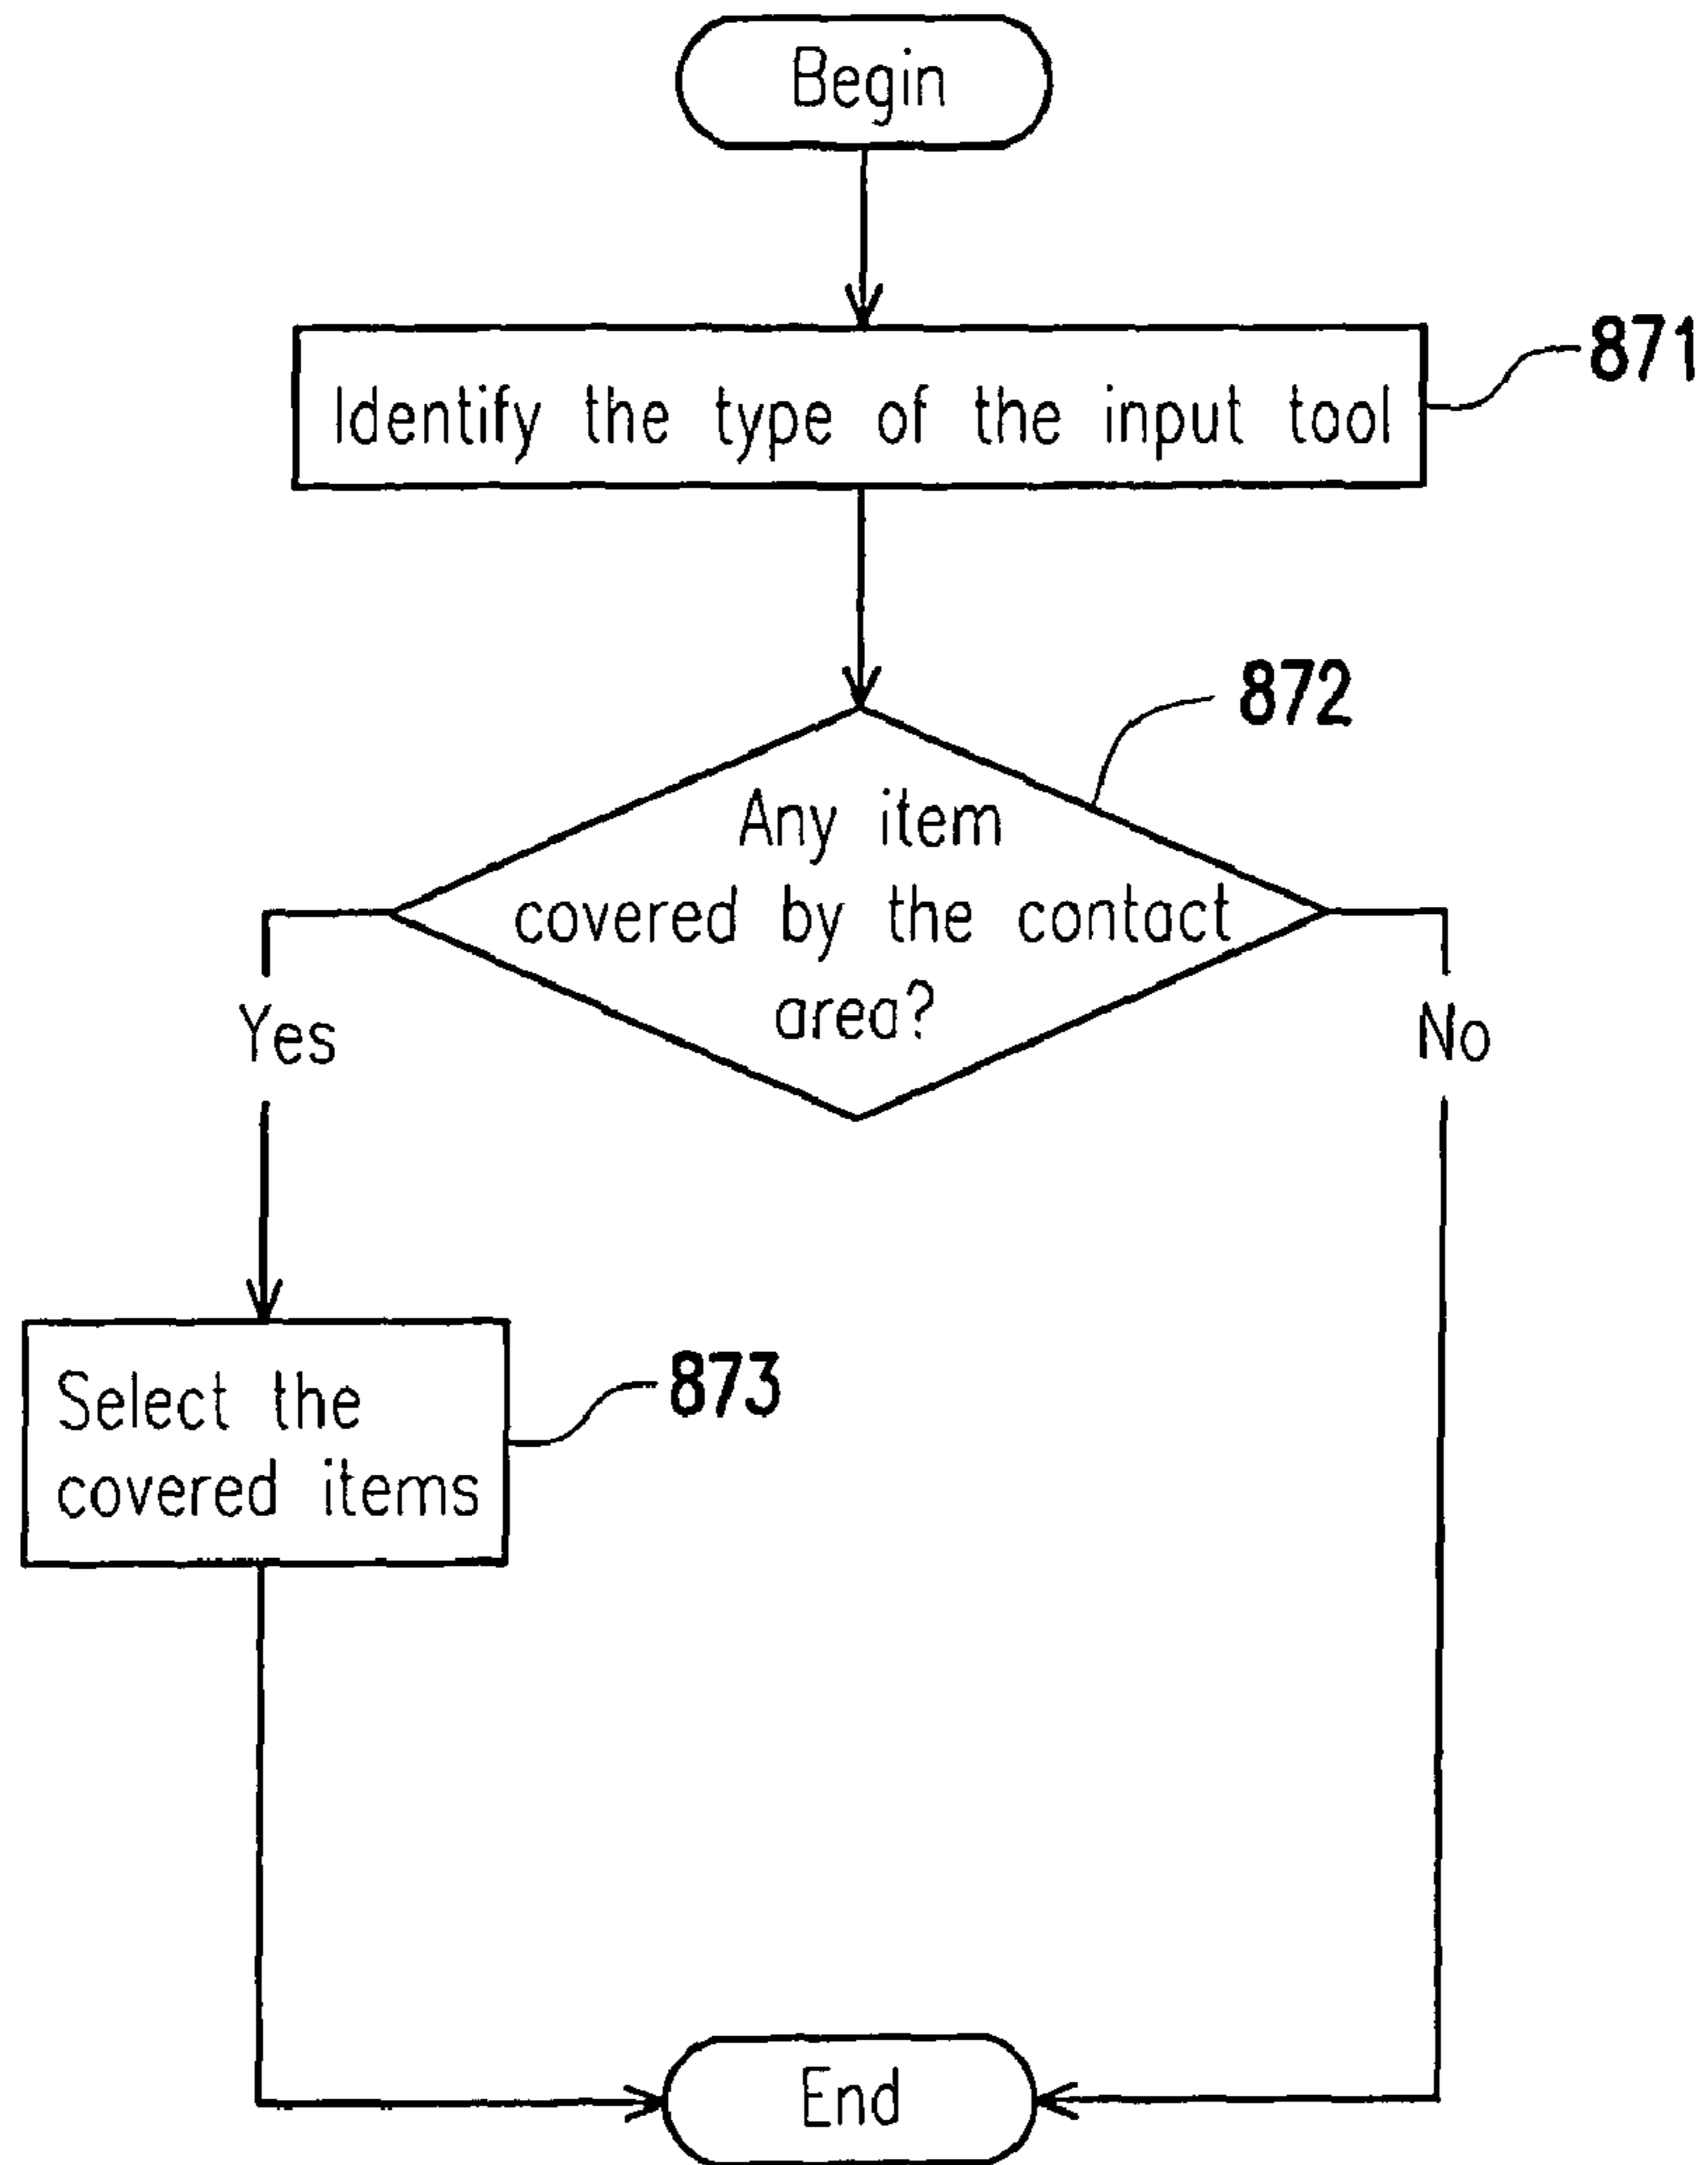 Begin
Identify the type of the input tool
871
872
Any item
covered by the contact
area?
Yes
No
Select the
covered items
873
End